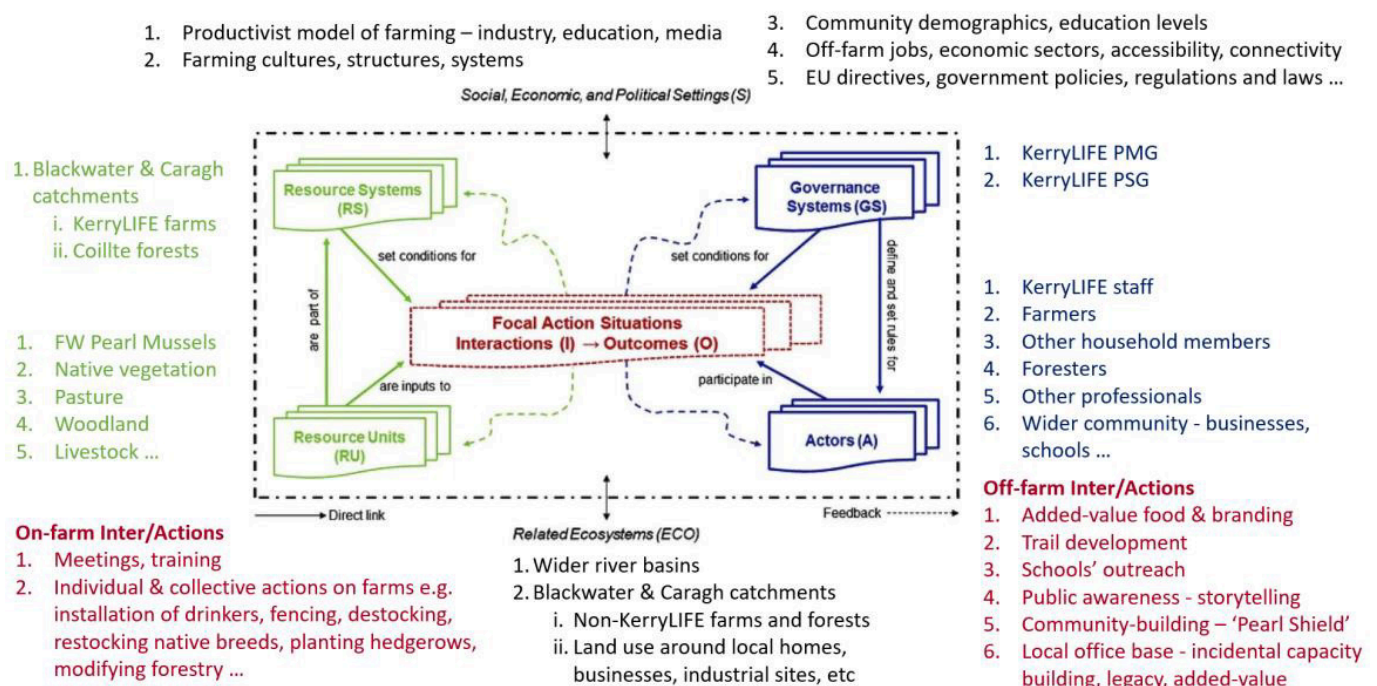 1. Productivist model of farming – industry, education, media
2. Farming cultures, structures, systems
3. Community demographics, education levels
4. Off-farm jobs, economic sectors, accessibility, connectivity
5. EU directives, government policies, regulations and laws ...
Social, Economic, and Political Settings (S)
1. Blackwater & Caragh
catchments
i. KerryLIFE farms
ii. Coillte forests
1. FW Pearl Mussels
2. Native vegetation
3. Pasture
4. Woodland
5. Livestock ...
Resource Systems
(RS)
Governance
Systems (GS)
set conditions for
set conditions for
are part of
define and set rules for
Focal Action Situations
Interactions (I) → Outcomes (O)
are inputs to
participate in
Resource Units
(RU)
Actors (A)
Direct link
Feedback
Related Ecosystems (ECO)
1. KerryLIFE PMG
2. KerryLIFE PSG
1. KerryLIFE staff
2. Farmers
3. Other household members
4. Foresters
5. Other professionals
6. Wider community - businesses,
schools ...
On-farm Inter/Actions
1. Meetings, training
2. Individual & collective actions on farms e.g.
installation of drinkers, fencing, destocking,
restocking native breeds, planting hedgerows,
modifying forestry ...
1. Wider river basins
2. Blackwater & Caragh catchments
i. Non-KerryLIFE farms and forests
ii. Land use around local homes,
businesses, industrial sites, etc
Off-farm Inter/Actions
1. Added-value food & branding
2. Trail development
3. Schools' outreach
4. Public awareness - storytelling
5. Community-building – 'Pearl Shield'
6. Local office base - incidental capacity
building, legacy, added-value